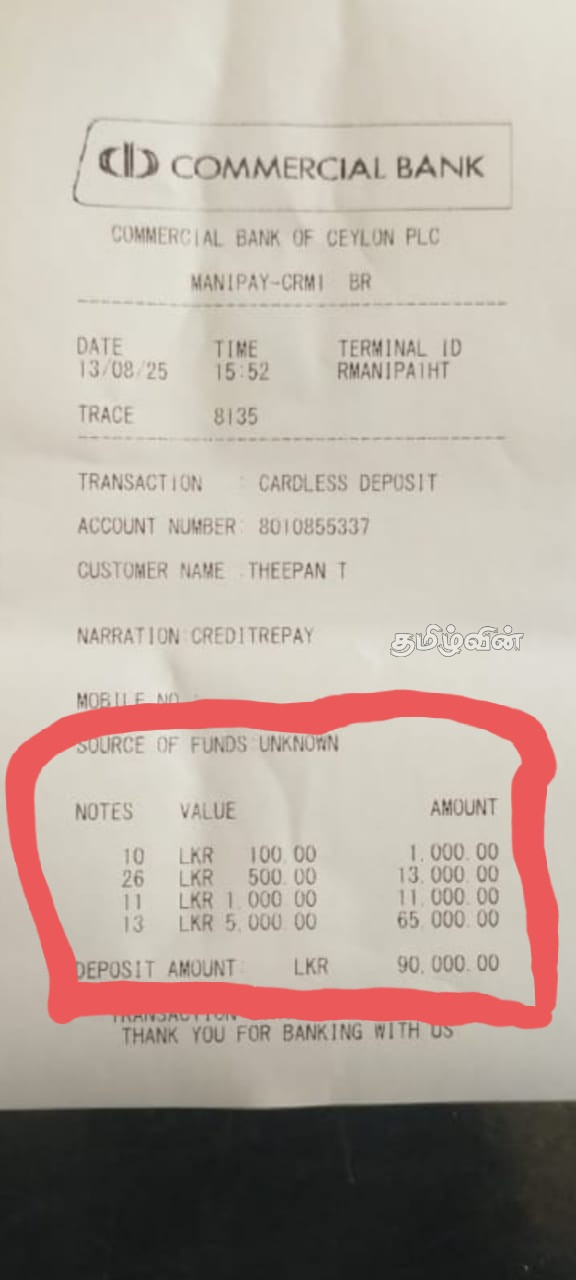 COMMERCIAL BANK
COMMERCIAL BANK OF CEYLON PLC
MANIPAY-CRM1 BR
DATE TIME TERMINAL ID
13/08/25 15:52 RMANIPA1HT
TRACE 8135
TRANSACTION : CARDLESS DEPOSIT
ACCOUNT NUMBER: 8010855337
CUSTOMER NAME :THEEPAN T
NARRATION:CREDITREPAY
தமிழ்வின்
MOBILE NO :
SOURCE OF FUNDS:UNKNOWN
NOTES VALUE AMOUNT
10 LKR 100.00 1,000.00
26 LKR 500.00 13,000.00
11 LKR 1,000.00 11,000.00
13 LKR 5,000.00 65,000.00
DEPOSIT AMOUNT: LKR 90,000.00
TRANSACTION
THANK YOU FOR BANKING WITH US